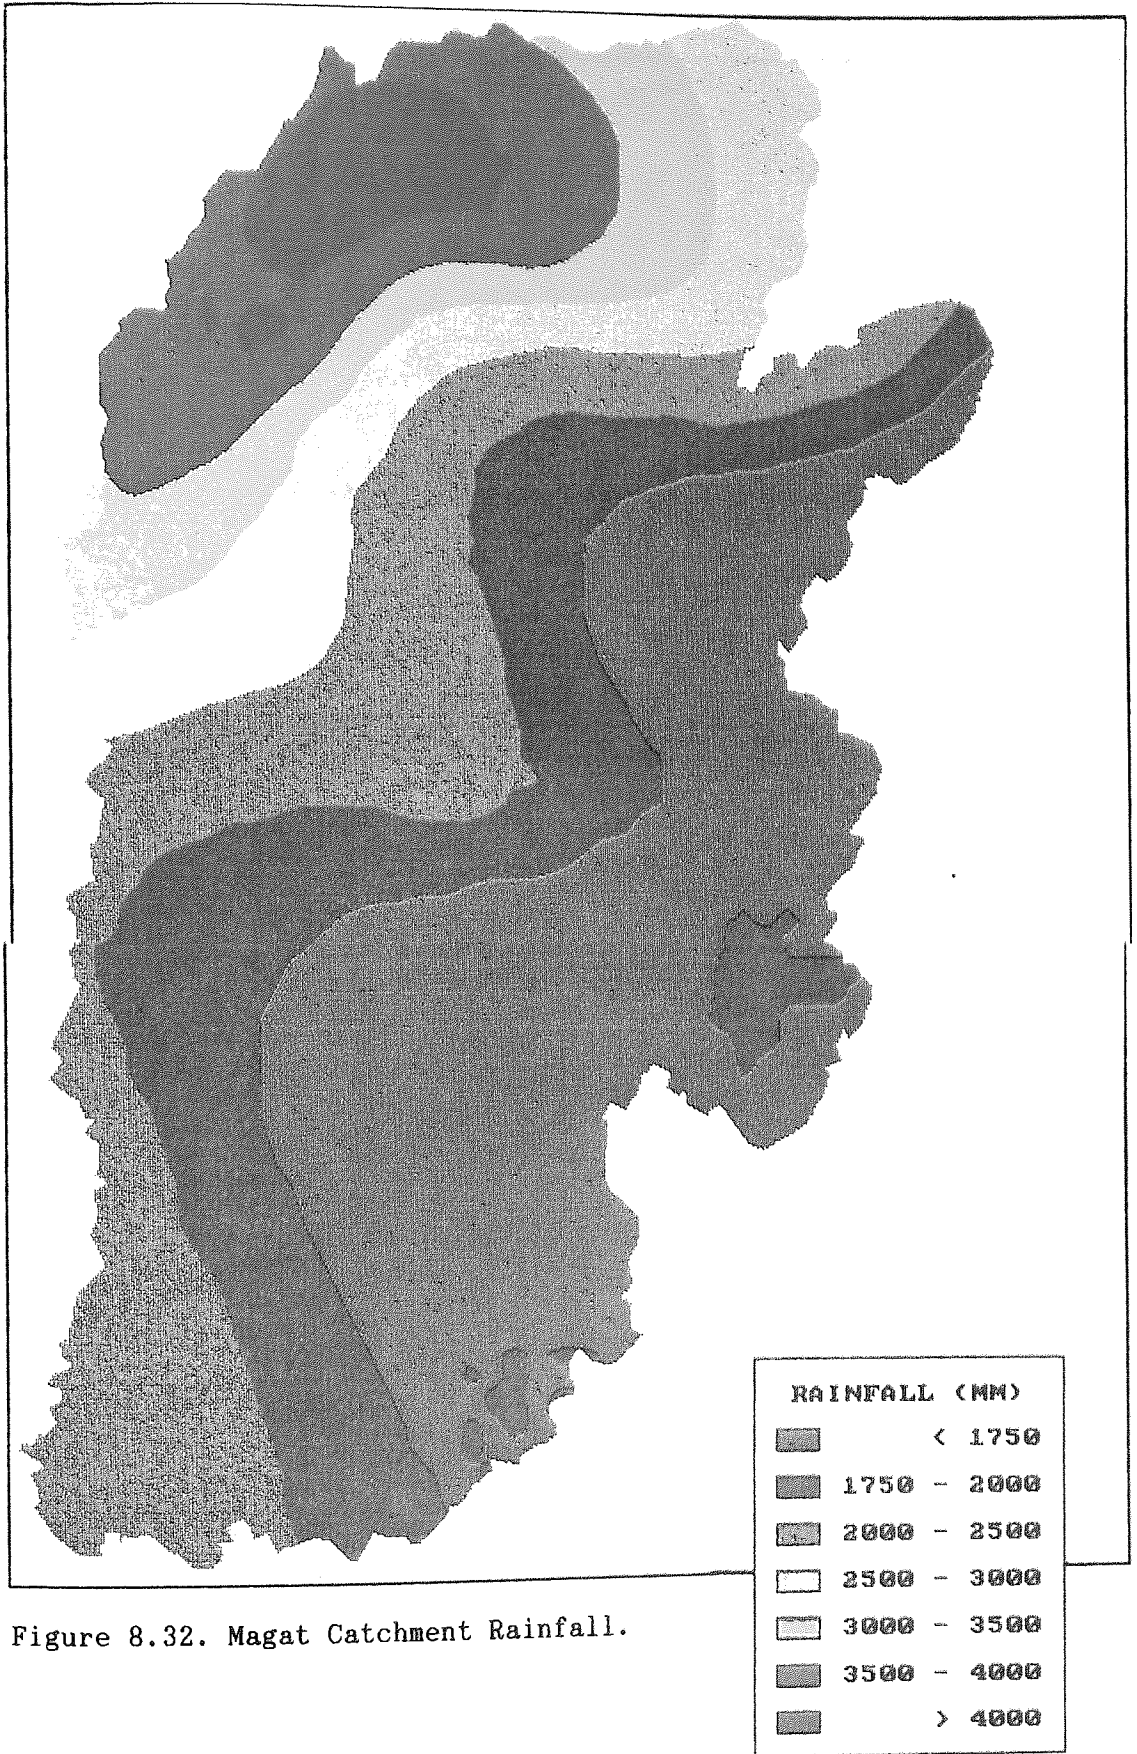 RAINFALL (MM)
< 1750
1750 - 2000
2000 - 2500
2500 - 3000
3000 - 3500
3500 - 4000
> 4000
Figure 8.32. Magat Catchment Rainfall.